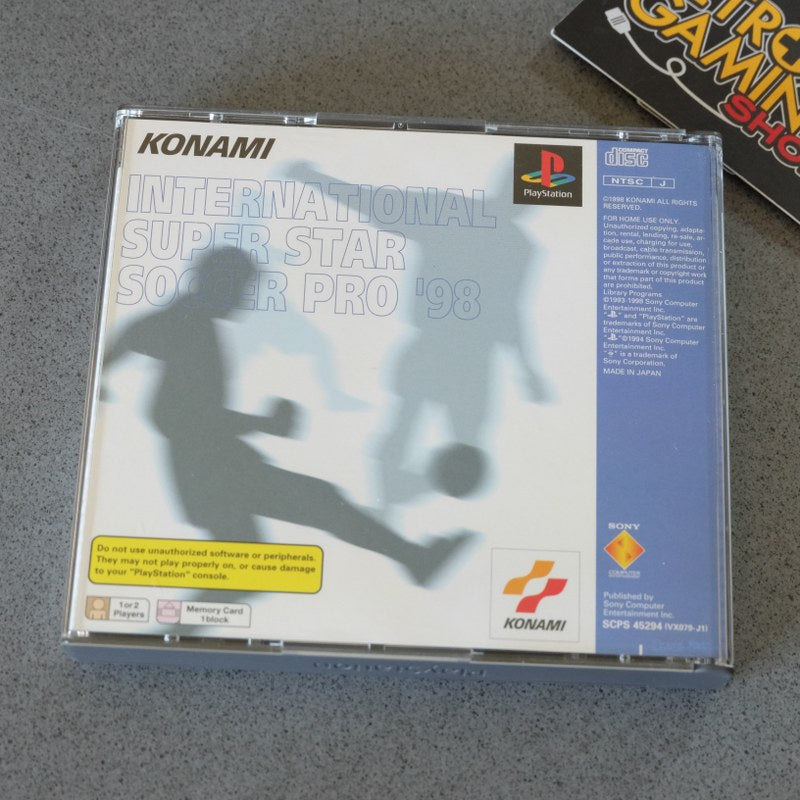 RETRO
GAMING
SHO
KONAMI
INTERNATIONAL
SUPER STAR
SOCCER PRO '98
PlayStation
COMPACT
disc
NTSC J
©1998 KONAMI ALL RIGHTS
RESERVED.
FOR HOME USE ONLY.
Unauthorized copying, adapta-
tion, rental, lending, re-sale, ar-
cade use, charging for use,
broadcast, cable transmission,
public performance, distribution
or extraction of this product or
any trademark or copyright work
that forms part of this product
are prohibited.
Library Programs
©1993-1998 Sony Computer
Entertainment Inc.
" " and "PlayStation" are
trademarks of Sony Computer
Entertainment Inc.
" "©1994 Sony Computer
Entertainment Inc.
" " is a trademark of
Sony Corporation.
MADE IN JAPAN
Do not use unauthorized software or peripherals.
They may not play properly on, or cause damage
to your "PlayStation" console.
1 or 2
Players
Memory Card
1block
KONAMI
SONY
COMPUTER
Published by
Sony Computer
Entertainment Inc.
SCPS 45294 (VX079-J1)